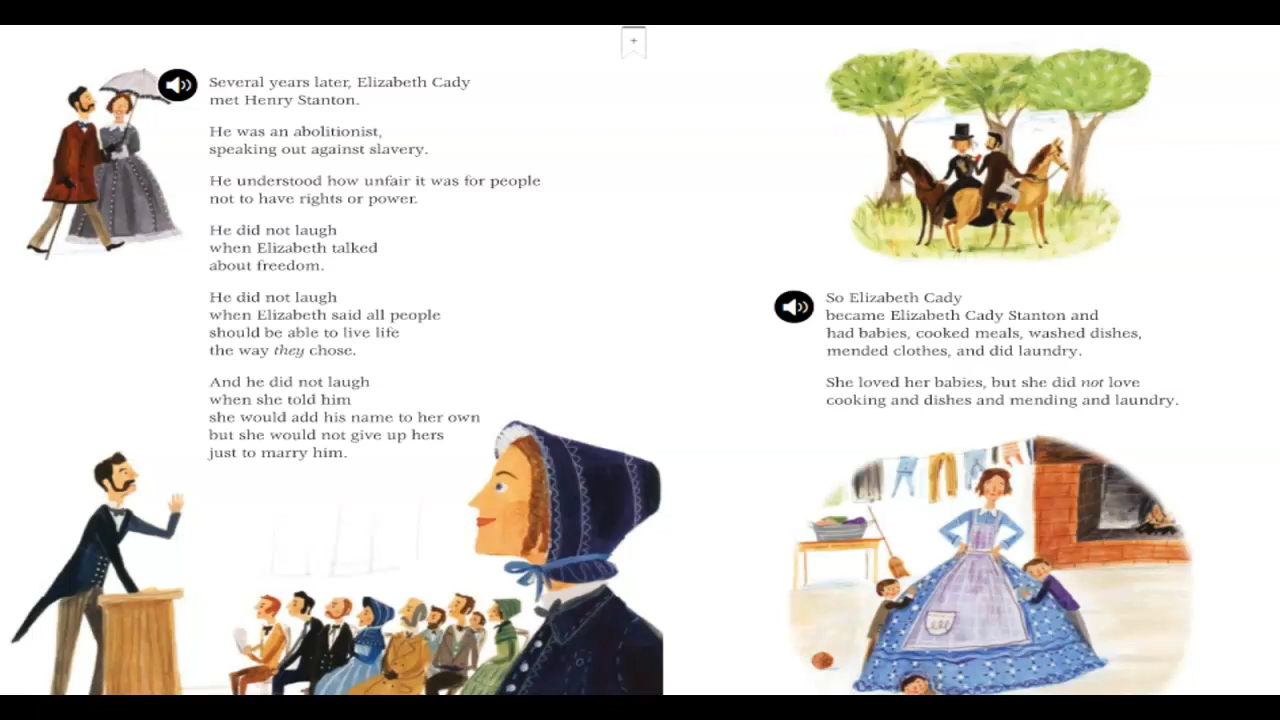 Several years later, Elizabeth Cady
met Henry Stanton.
He was an abolitionist,
speaking out against slavery.
He understood how unfair it was for people
not to have rights or power.
He did not laugh
when Elizabeth talked
about freedom.
He did not laugh
when Elizabeth said all people
should be able to live life
the way they chose.
And he did not laugh
when she told him
she would add his name to her own
but she would not give up hers
just to marry him.
So Elizabeth Cady
became Elizabeth Cady Stanton and
had babies, cooked meals, washed dishes,
mended clothes, and did laundry.
She loved her babies, but she did not love
cooking and dishes and mending and laundry.